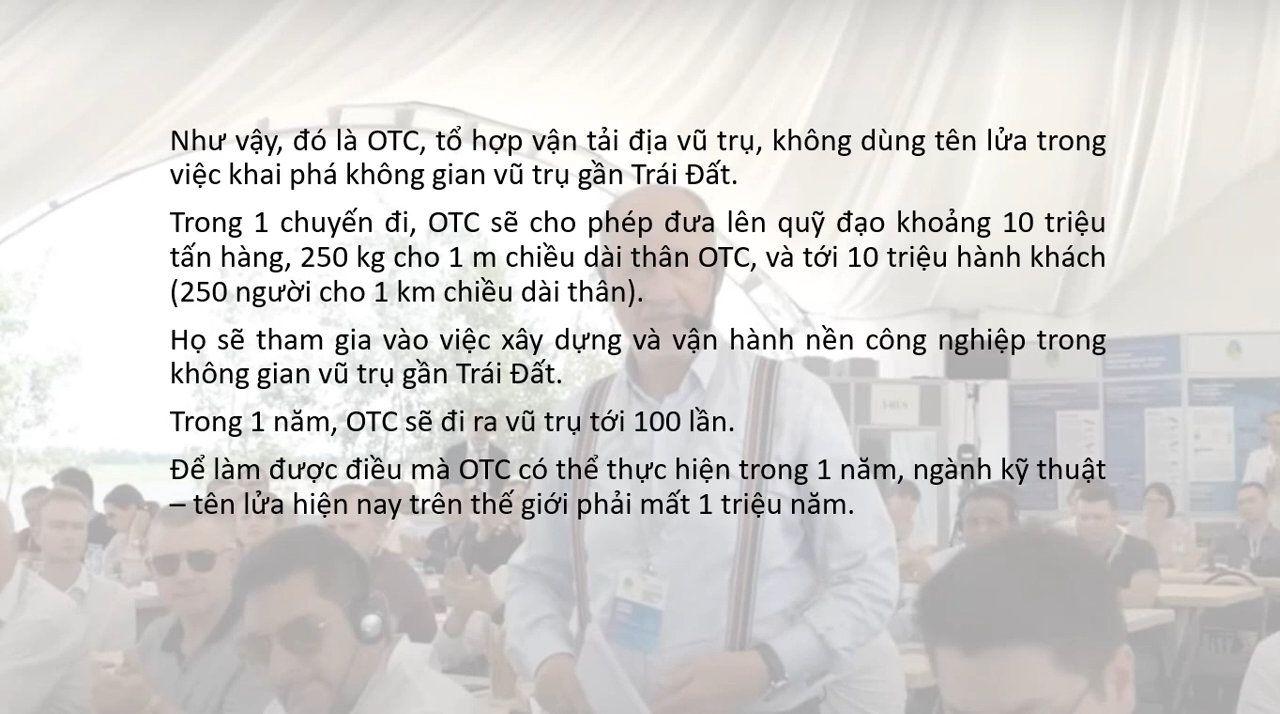 Như vậy, đó là OTC, tổ hợp vận tải địa vũ trụ, không dùng tên lửa trong
việc khai phá không gian vũ trụ gần Trái Đất.
Trong 1 chuyến đi, OTC sẽ cho phép đưa lên quỹ đạo khoảng 10 triệu
tấn hàng, 250 kg cho 1 m chiều dài thân OTC, và tới 10 triệu hành khách
(250 người cho 1 km chiều dài thân).
Họ sẽ tham gia vào việc xây dựng và vận hành nền công nghiệp trong
không gian vũ trụ gần Trái Đất.
Trong 1 năm, OTC sẽ đi ra vũ trụ tới 100 lần.
Để làm được điều mà OTC có thể thực hiện trong 1 năm, ngành kỹ thuật
– tên lửa hiện nay trên thế giới phải mất 1 triệu năm.